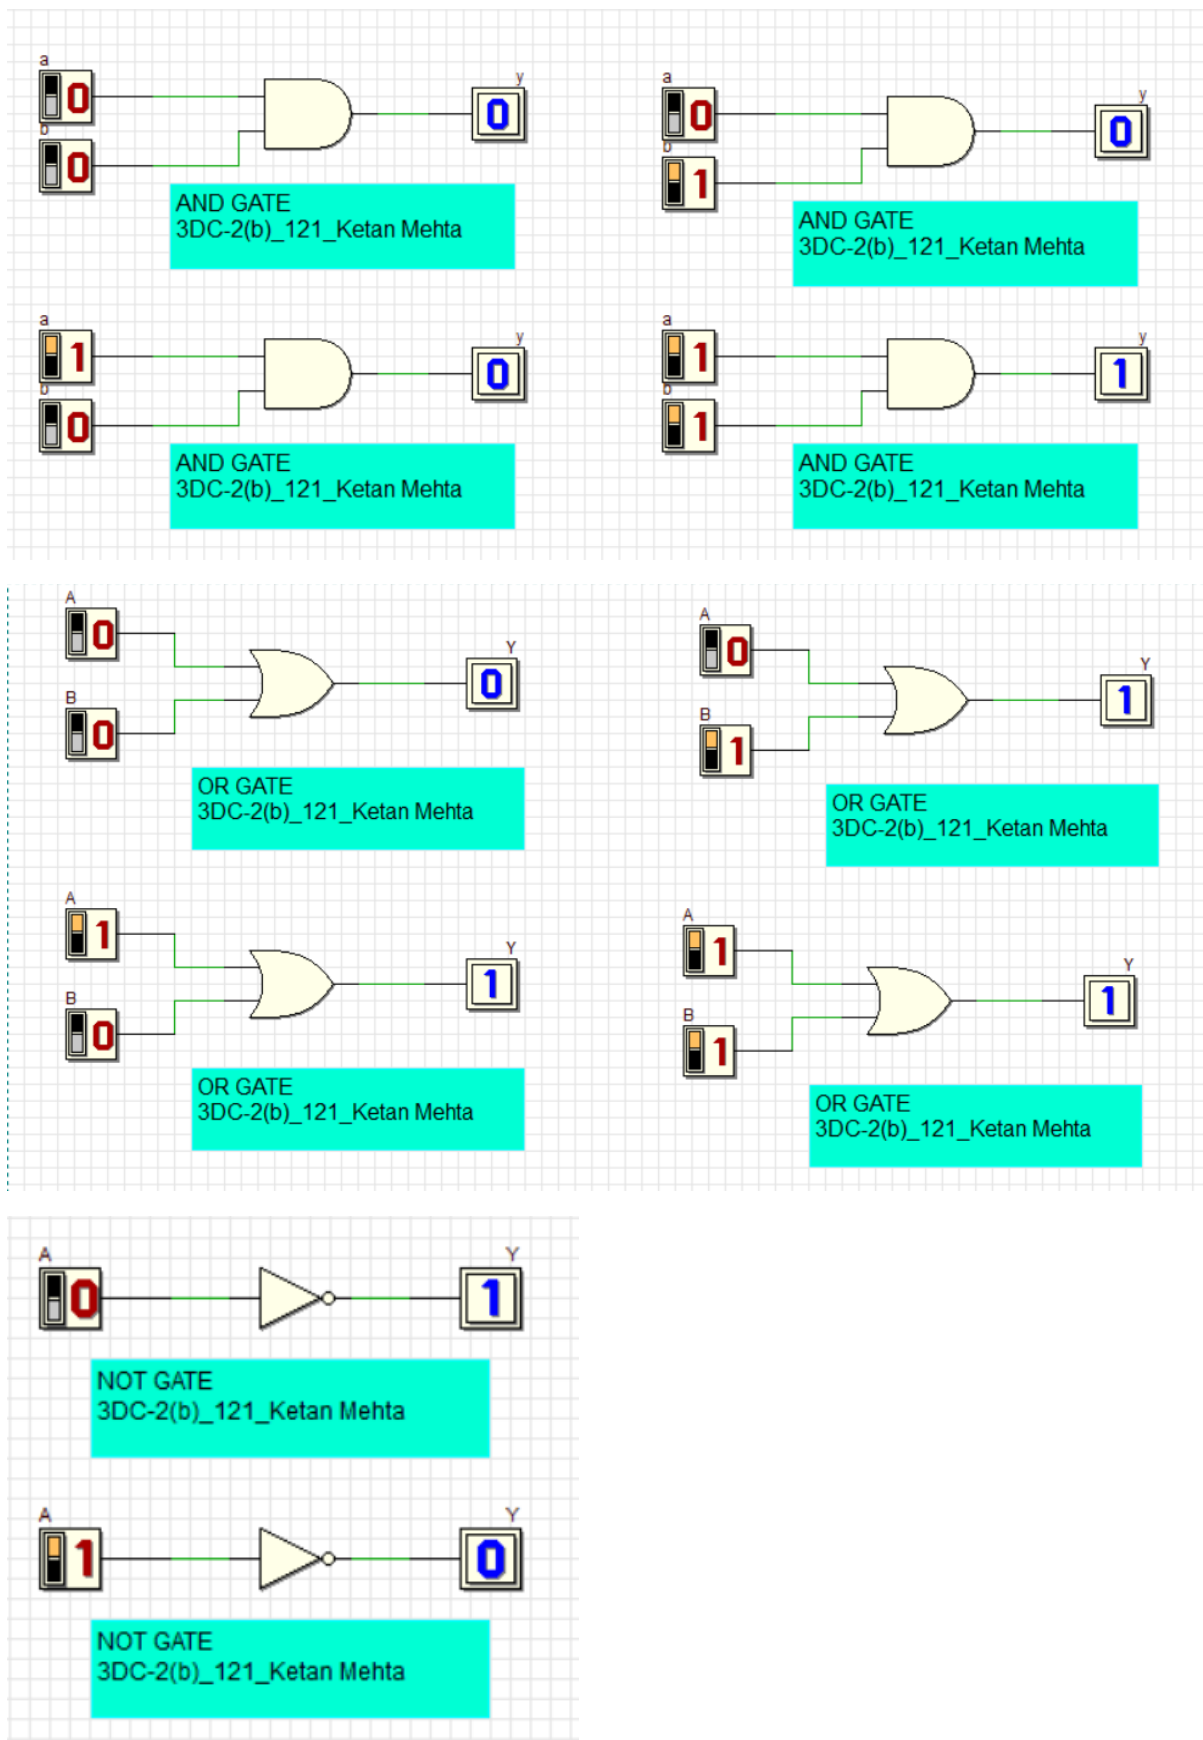 a
0
b
0
y
0
AND GATE
3DC-2(b)_121_Ketan Mehta
a
0
b
1
y
0
AND GATE
3DC-2(b)_121_Ketan Mehta
a
1
b
0
y
0
AND GATE
3DC-2(b)_121_Ketan Mehta
a
1
b
1
y
1
AND GATE
3DC-2(b)_121_Ketan Mehta
A
0
B
0
Y
0
OR GATE
3DC-2(b)_121_Ketan Mehta
A
0
B
1
Y
1
OR GATE
3DC-2(b)_121_Ketan Mehta
A
1
B
0
Y
1
OR GATE
3DC-2(b)_121_Ketan Mehta
A
1
B
1
Y
1
OR GATE
3DC-2(b)_121_Ketan Mehta
A
0
Y
1
NOT GATE
3DC-2(b)_121_Ketan Mehta
A
1
Y
0
NOT GATE
3DC-2(b)_121_Ketan Mehta